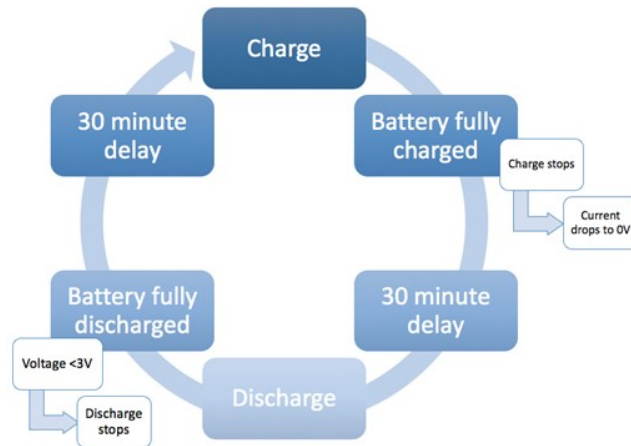 Charge
Battery fully
charged
Charge stops
Current
drops to 0V
30 minute
delay
Discharge
Battery fully
discharged
Voltage <3V
Discharge
stops
30 minute
delay